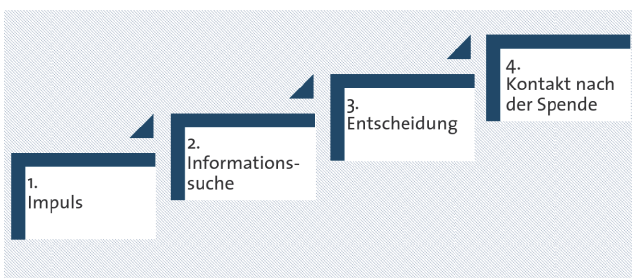 1.
Impuls
2.
Informations-
suche
3.
Entscheidung
4.
Kontakt nach
der Spende